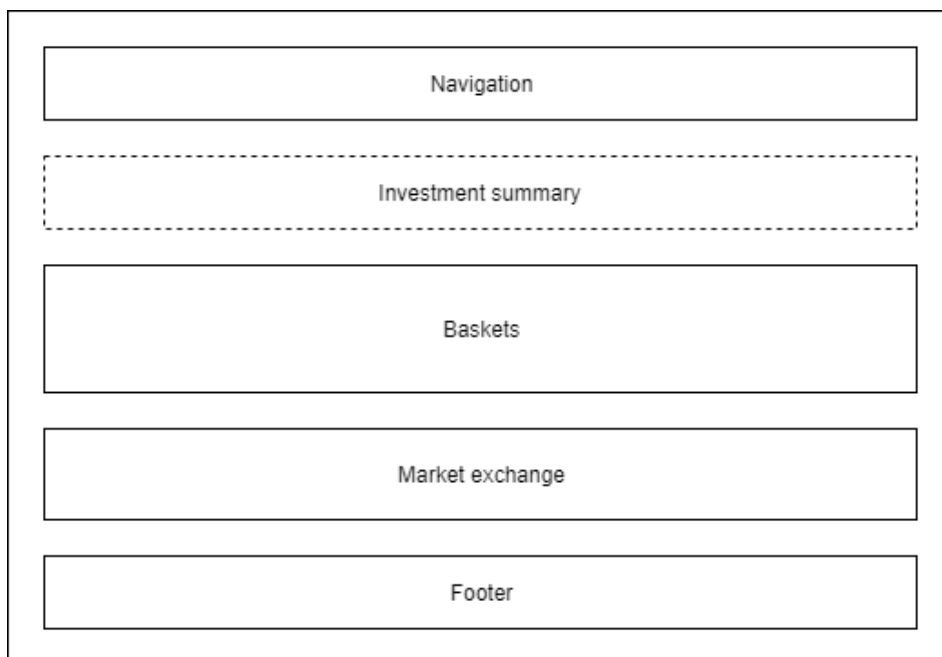 Navigation
Investment summary
Baskets
Market exchange
Footer